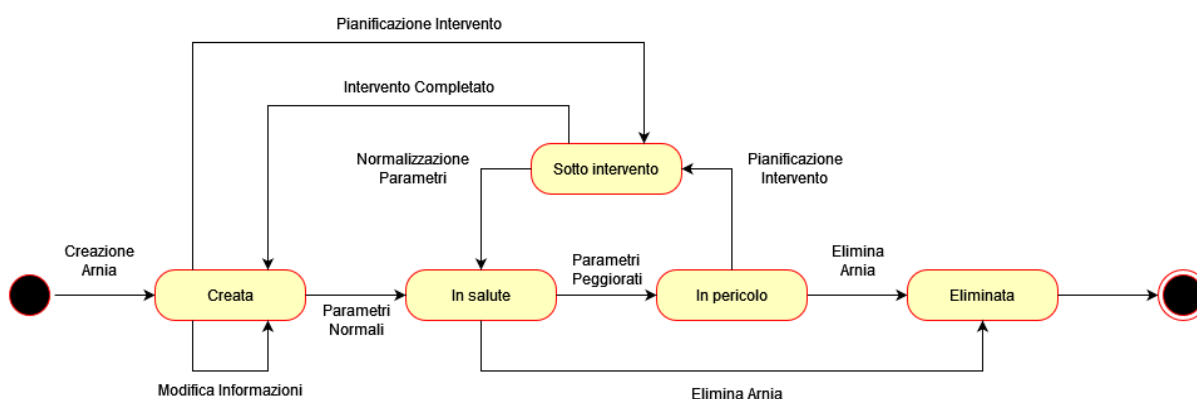 Pianificazione Intervento
Intervento Completato
Normalizzazione
Parametri
Sotto intervento
Pianificazione
Intervento
Creazione
Arnia
Creata
Parametri
Normali
In salute
Parametri
Peggiorati
In pericolo
Elimina
Arnia
Eliminata
Modifica Informazioni
Elimina Arnia